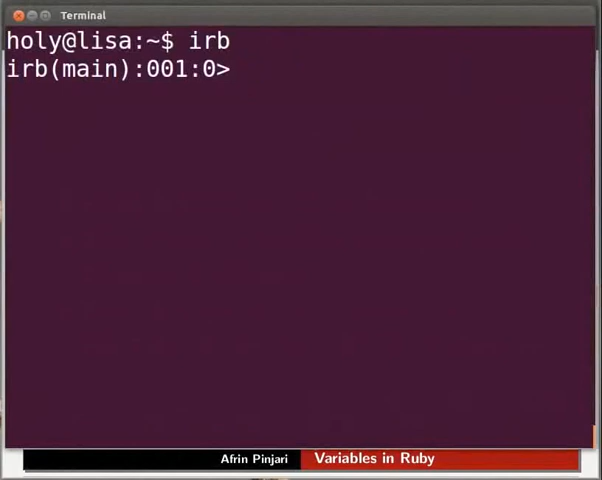 Terminal
holy@lisa:~$ irb
irb(main):001:0>
Afrin Pinjari Variables in Ruby